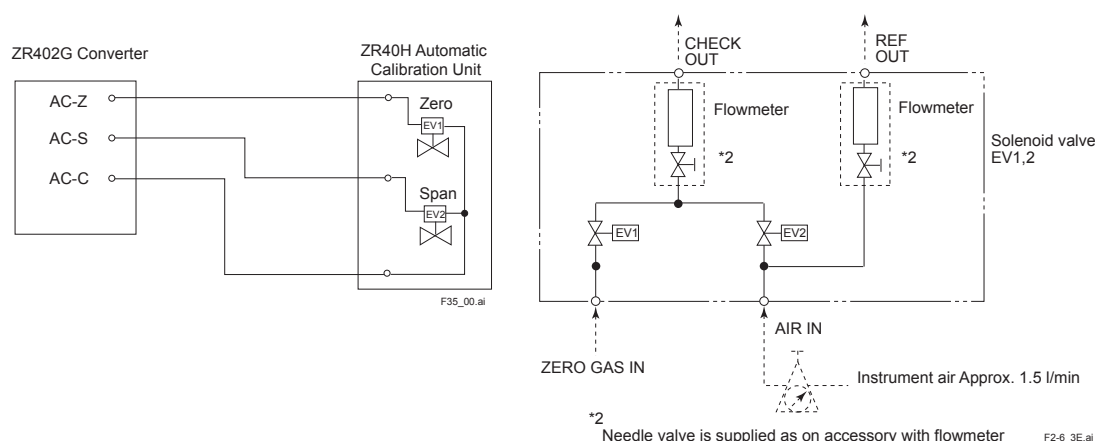 ZR402G Converter
AC-Z
AC-S
AC-C
ZR40H Automatic
Calibration Unit
Zero
EV1
Span
EV2
F35_00.ai
CHECK
OUT
REF
OUT
Flowmeter
*2
Flowmeter
*2
Solenoid valve
EV1,2
EV1
EV2
ZERO GAS IN
AIR IN
Instrument air Approx. 1.5 l/min
*2
Needle valve is supplied as on accessory with flowmeter
F2-6_3E.ai